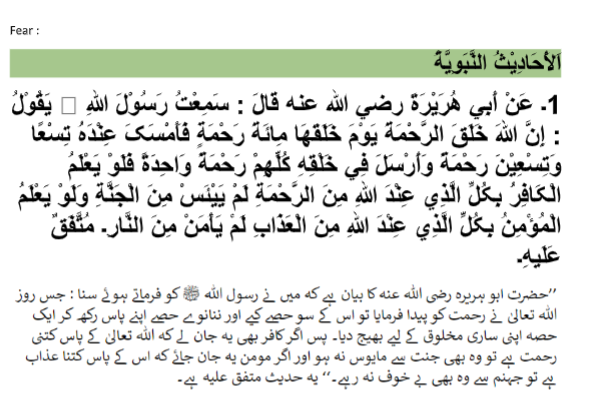 Fear :
اَلْأَحَادِيْثُ النَّبَوِيَّةُ
1. عَنْ أَبِي هُرَيْرَةَ رضي الله عنه قَالَ : سَمِعْتُ رَسُوْلَ اللهِ □ يَقُوْلُ
: إِنَّ اللهَ خَلَقَ الرَّحْمَةَ يَوْمَ خَلَقَهَا مِائَةَ رَحْمَةٍ فَأَمْسَكَ عِنْدَهُ تِسْعًا
وَتِسْعِيْنَ رَحْمَةً وَأَرْسَلَ فِي خَلْقِهِ كُلِّهِمْ رَحْمَةً وَاحِدَةً فَلَوْ يَعْلَمُ
الْكَافِرُ بِكُلِّ الَّذِي عِنْدَ اللهِ مِنَ الرَّحْمَةِ لَمْ يَيْئَسْ مِنَ الْجَنَّةِ وَلَوْ يَعْلَمُ
الْمُؤْمِنُ بِكُلِّ الَّذِي عِنْدَ اللهِ مِنَ الْعَذَابِ لَمْ يَأْمَنْ مِنَ النَّارِ. مُتَّفَقٌ
عَلَيْهِ.
’’حضرت ابو ہریرہ رضی اللہ عنہ کا بیان ہے کہ میں نے رسول اللہ ﷺ کو فرماتے ہوئے سنا : جس روز
اللہ تعالیٰ نے رحمت کو پیدا فرمایا تو اس کے سو حصے کیے اور ننانوے حصے اپنے پاس رکھ کر ایک
حصہ اپنی ساری مخلوق کے لیے بھیج دیا۔ پس اگر کافر بھی یہ جان لے کہ اللہ تعالیٰ کے پاس کتنی
رحمت ہے تو وہ بھی جنت سے مایوس نہ ہو اور اگر مومن یہ جان جائے کہ اس کے پاس کتنا عذاب
ہے تو جہنم سے وہ بھی بے خوف نہ رہے۔‘‘ یہ حدیث متفق علیہ ہے۔